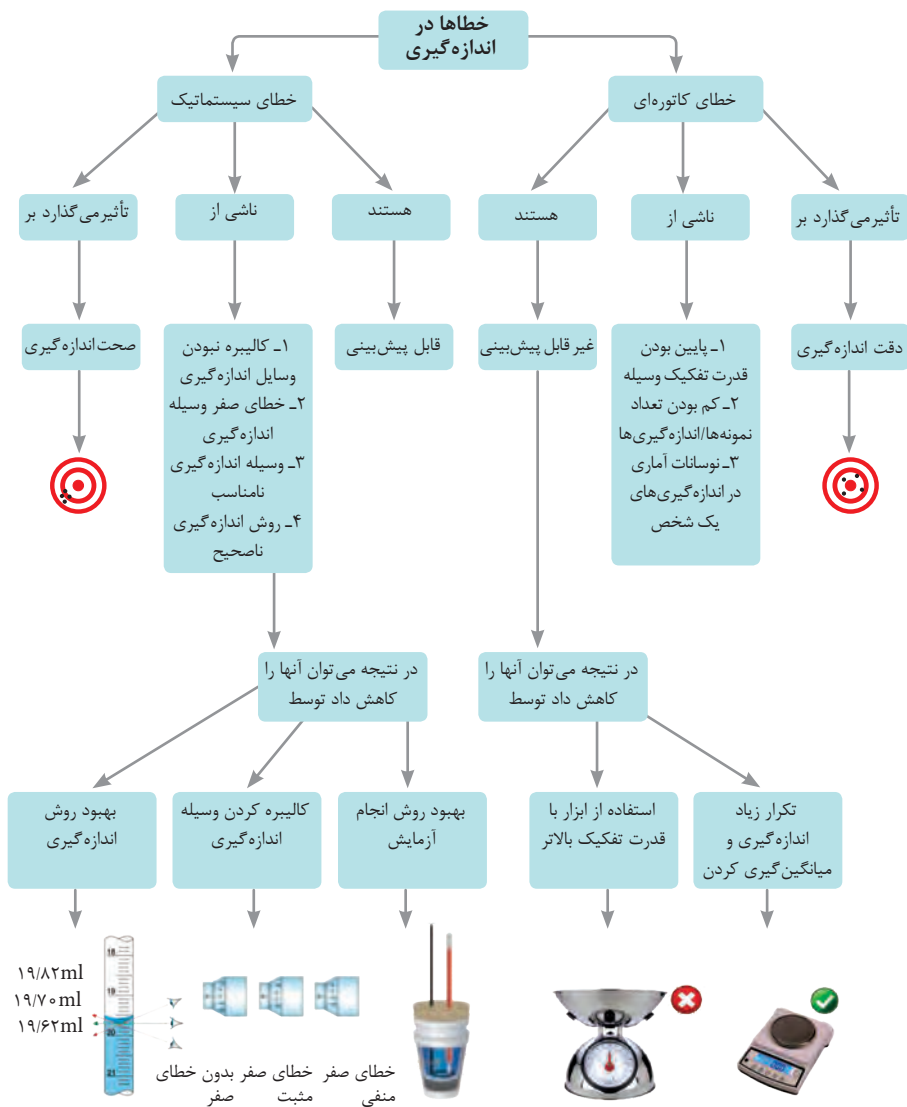 خطاها در
اندازه‌گیری
خطای کاتوره‌ای
خطای سیستماتیک
تأثیرمی‌گذارد بر
ناشی از
هستند
هستند
ناشی از
تأثیرمی‌گذارد بر
دقت اندازه‌گیری
۱ـ پایین بودن
قدرت تفکیک وسیله
۲ـ کم بودن تعداد
نمونه‌ها/اندازه‌گیری‌ها
۳ـ نوسانات آماری
در اندازه‌گیری‌های
یک شخص
غیر قابل پیش‌بینی
قابل پیش‌بینی
۱ـ کالیبره نبودن
وسایل اندازه‌گیری
۲ـ خطای صفر وسیله
اندازه‌گیری
۳ـ وسیله اندازه‌گیری
نامناسب
۴ـ روش اندازه‌گیری
ناصحیح
صحت اندازه‌گیری
در نتیجه می‌توان آنها را
کاهش داد توسط
در نتیجه می‌توان آنها را
کاهش داد توسط
تکرار زیاد
اندازه‌گیری و
میانگین‌گیری کردن
استفاده از ابزار با
قدرت تفکیک بالاتر
بهبود روش انجام
آزمایش
کالیبره کردن وسیله
اندازه‌گیری
بهبود روش
اندازه‌گیری
خطای صفر
منفی
خطای صفر
مثبت
بدون خطای
صفر
18
19
20
21
۱۹/۸۲ml
۱۹/۷۰ml
۱۹/۶۲ml